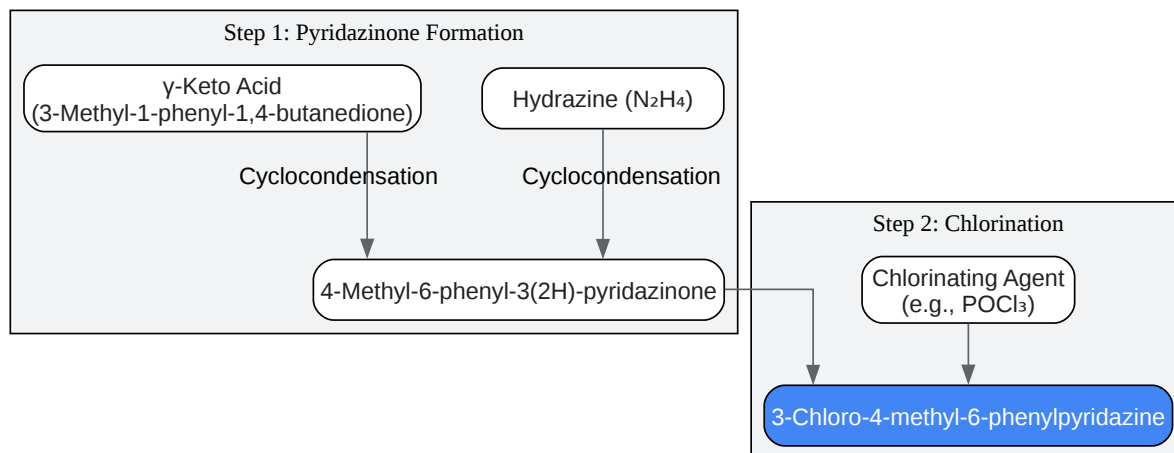 Step 1: Pyridazinone Formation
γ-Keto Acid
(3-Methyl-1-phenyl-1,4-butanedione)
Hydrazine (N₂H₄)
Cyclocondensation
Cyclocondensation
4-Methyl-6-phenyl-3(2H)-pyridazinone
Step 2: Chlorination
Chlorinating Agent
(e.g., POCl₃)
3-Chloro-4-methyl-6-phenylpyridazine